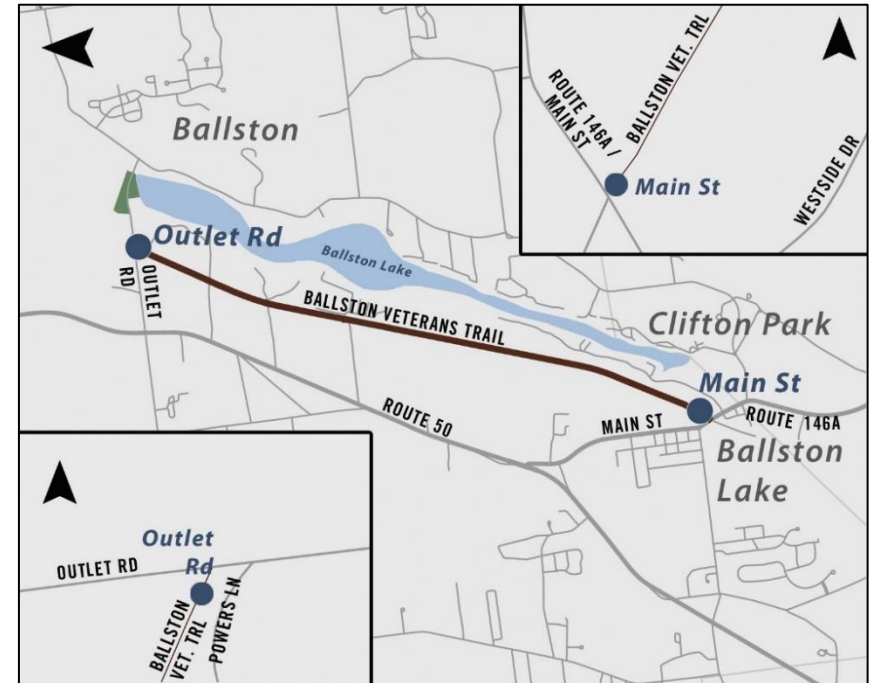 Ballston
Outlet Rd
OUTLET
RD
Ballston Lake
BALLSTON VETERANS TRAIL
ROUTE 50
MAIN ST
Clifton Park
Main St
ROUTE 146A
Ballston
Lake
ROUTE 146A /
MAIN ST
BALLSTON VET. TRL
Main St
WESTSIDE DR
Outlet
Rd
OUTLET RD
BALLSTON
VET. TRL
POWERS LN